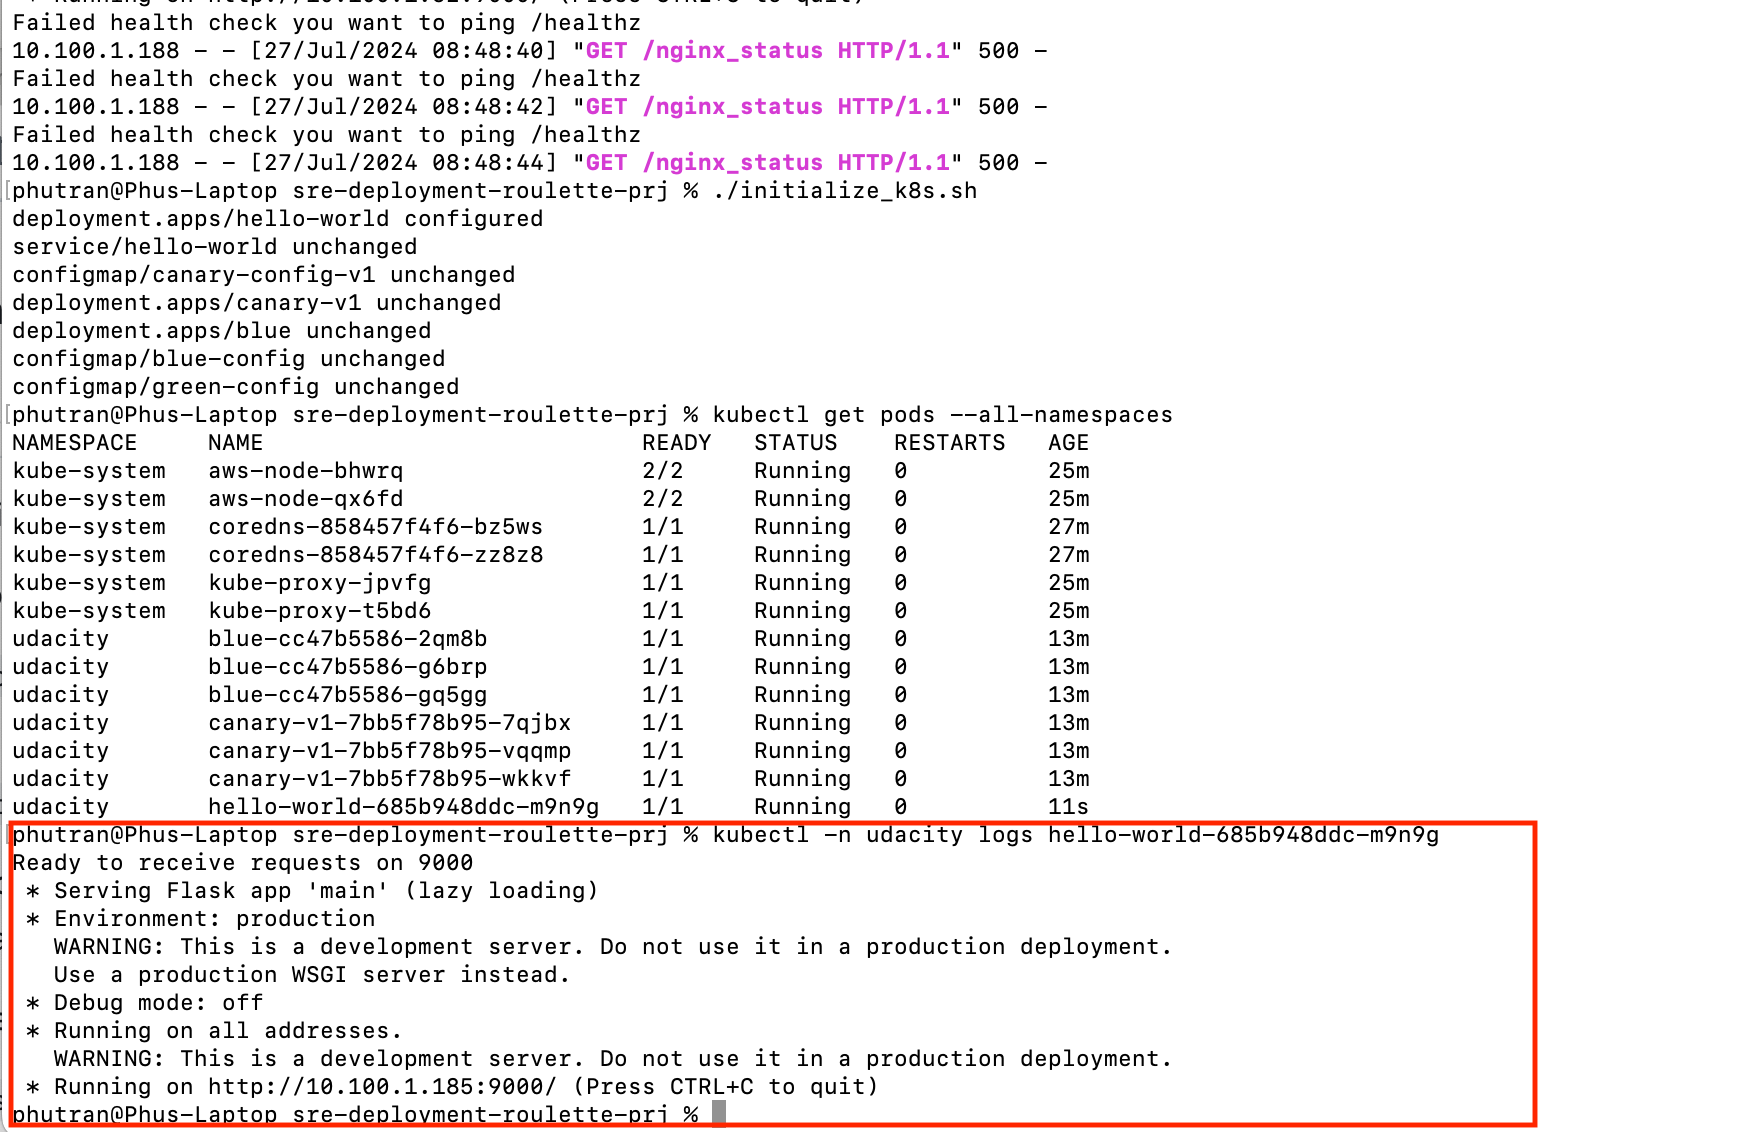 * Running on http://10.100.1.82:9000/ (Press CTRL+C to quit)
Failed health check you want to ping /healthz
10.100.1.188 - - [27/Jul/2024 08:48:40] "GET /nginx_status HTTP/1.1" 500 -
Failed health check you want to ping /healthz
10.100.1.188 - - [27/Jul/2024 08:48:42] "GET /nginx_status HTTP/1.1" 500 -
Failed health check you want to ping /healthz
10.100.1.188 - - [27/Jul/2024 08:48:44] "GET /nginx_status HTTP/1.1" 500 -
phutran@Phus-Laptop sre-deployment-roulette-prj % ./initialize_k8s.sh
deployment.apps/hello-world configured
service/hello-world unchanged
configmap/canary-config-v1 unchanged
deployment.apps/canary-v1 unchanged
deployment.apps/blue unchanged
configmap/blue-config unchanged
configmap/green-config unchanged
phutran@Phus-Laptop sre-deployment-roulette-prj % kubectl get pods --all-namespaces
NAMESPACE NAME READY STATUS RESTARTS AGE
kube-system aws-node-bhwrq 2/2 Running 0 25m
kube-system aws-node-qx6fd 2/2 Running 0 25m
kube-system coredns-858457f4f6-bz5ws 1/1 Running 0 27m
kube-system coredns-858457f4f6-zz8z8 1/1 Running 0 27m
kube-system kube-proxy-jpvfg 1/1 Running 0 25m
kube-system kube-proxy-t5bd6 1/1 Running 0 25m
udacity blue-cc47b5586-2qm8b 1/1 Running 0 13m
udacity blue-cc47b5586-g6brp 1/1 Running 0 13m
udacity blue-cc47b5586-gq5gg 1/1 Running 0 13m
udacity canary-v1-7bb5f78b95-7qjbx 1/1 Running 0 13m
udacity canary-v1-7bb5f78b95-vqqmp 1/1 Running 0 13m
udacity canary-v1-7bb5f78b95-wkkvf 1/1 Running 0 13m
udacity hello-world-685b948ddc-m9n9g 1/1 Running 0 11s
phutran@Phus-Laptop sre-deployment-roulette-prj % kubectl -n udacity logs hello-world-685b948ddc-m9n9g
Ready to receive requests on 9000
* Serving Flask app 'main' (lazy loading)
* Environment: production
WARNING: This is a development server. Do not use it in a production deployment.
Use a production WSGI server instead.
* Debug mode: off
* Running on all addresses.
WARNING: This is a development server. Do not use it in a production deployment.
* Running on http://10.100.1.185:9000/ (Press CTRL+C to quit)
phutran@Phus-Laptop sre-deployment-roulette-prj %